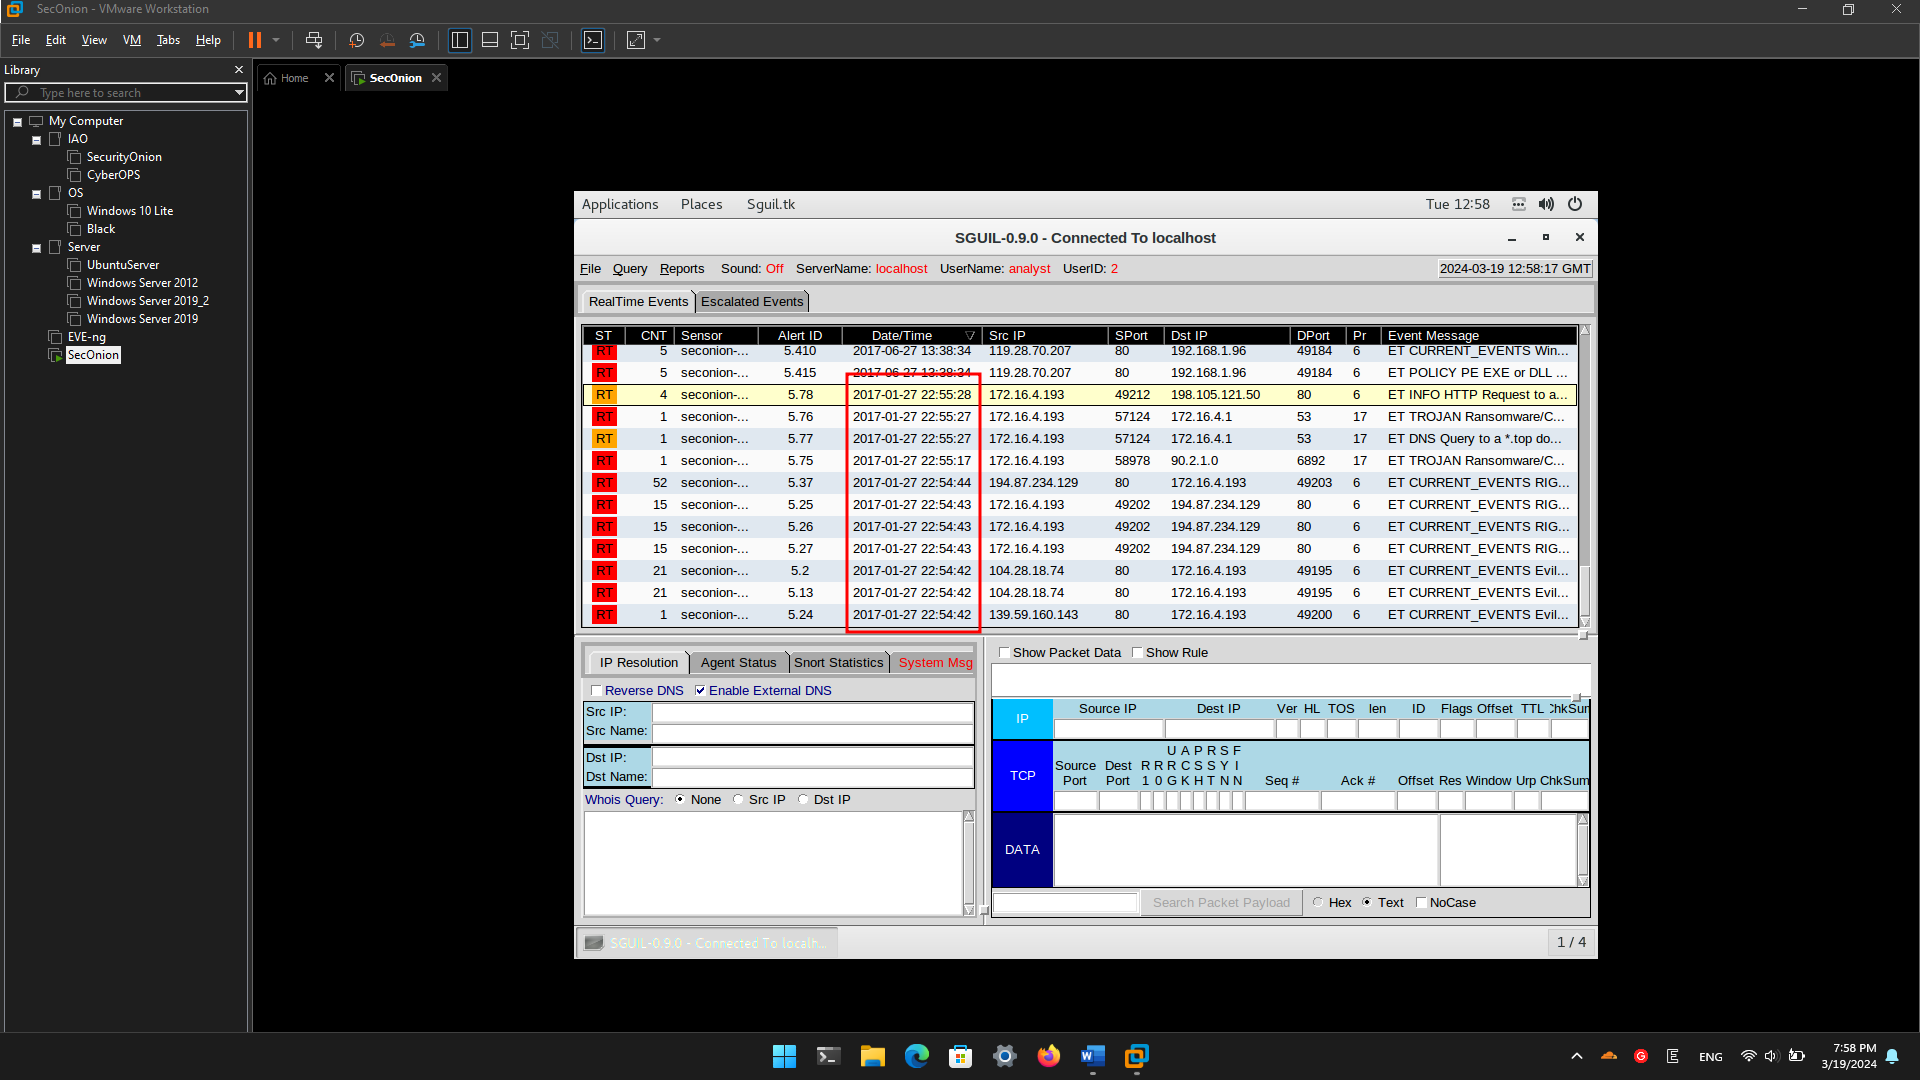 SecOnion - VMware Workstation
File Edit View VM Tabs Help
Library
Type here to search
Home
SecOnion
My Computer
IAO
SecurityOnion
CyberOPS
OS
Windows 10 Lite
Black
Server
UbuntuServer
Windows Server 2012
Windows Server 2019_2
Windows Server 2019
EVE-ng
SecOnion
Applications Places Sguil.tk Tue 12:58
SGUIL-0.9.0 - Connected To localhost
File Query Reports Sound: Off ServerName: localhost UserName: analyst UserID: 2 2024-03-19 12:58:17 GMT
RealTime Events Escalated Events
ST CNT Sensor Alert ID Date/Time Src IP SPort Dst IP DPort Pr Event Message
RT 5 seconion-... 5.410 2017-06-27 13:38:34 119.28.70.207 80 192.168.1.96 49184 6 ET CURRENT_EVENTS Win...
RT 5 seconion-... 5.415 2017-06-27 13:38:34 119.28.70.207 80 192.168.1.96 49184 6 ET POLICY PE EXE or DLL ...
RT 4 seconion-... 5.78 2017-01-27 22:55:28 172.16.4.193 49212 198.105.121.50 80 6 ET INFO HTTP Request to a...
RT 1 seconion-... 5.76 2017-01-27 22:55:27 172.16.4.193 57124 172.16.4.1 53 17 ET TROJAN Ransomware/C...
RT 1 seconion-... 5.77 2017-01-27 22:55:27 172.16.4.193 57124 172.16.4.1 53 17 ET DNS Query to a *.top do...
RT 1 seconion-... 5.75 2017-01-27 22:55:17 172.16.4.193 58978 90.2.1.0 6892 17 ET TROJAN Ransomware/C...
RT 52 seconion-... 5.37 2017-01-27 22:54:44 194.87.234.129 80 172.16.4.193 49203 6 ET CURRENT_EVENTS RIG...
RT 15 seconion-... 5.25 2017-01-27 22:54:43 172.16.4.193 49202 194.87.234.129 80 6 ET CURRENT_EVENTS RIG...
RT 15 seconion-... 5.26 2017-01-27 22:54:43 172.16.4.193 49202 194.87.234.129 80 6 ET CURRENT_EVENTS RIG...
RT 15 seconion-... 5.27 2017-01-27 22:54:43 172.16.4.193 49202 194.87.234.129 80 6 ET CURRENT_EVENTS RIG...
RT 21 seconion-... 5.2 2017-01-27 22:54:42 104.28.18.74 80 172.16.4.193 49195 6 ET CURRENT_EVENTS Evil...
RT 21 seconion-... 5.13 2017-01-27 22:54:42 104.28.18.74 80 172.16.4.193 49195 6 ET CURRENT_EVENTS Evil...
RT 1 seconion-... 5.24 2017-01-27 22:54:42 139.59.160.143 80 172.16.4.193 49200 6 ET CURRENT_EVENTS Evil...
IP Resolution Agent Status Snort Statistics System Msg
Reverse DNS Enable External DNS
Src IP:
Src Name:
Dst IP:
Dst Name:
Whois Query: None Src IP Dst IP
Show Packet Data Show Rule
IP Source IP Dest IP Ver HL TOS len ID Flags Offset TTL ChkSum
TCP Source Port Dest Port R1 R0 URG ACK PSH RST SYN FIN Seq # Ack # Offset Res Window Urp ChkSum
DATA
Search Packet Payload Hex Text NoCase
SGUIL-0.9.0 - Connected To localh...
1 / 4
ENG
7:58 PM
3/19/2024